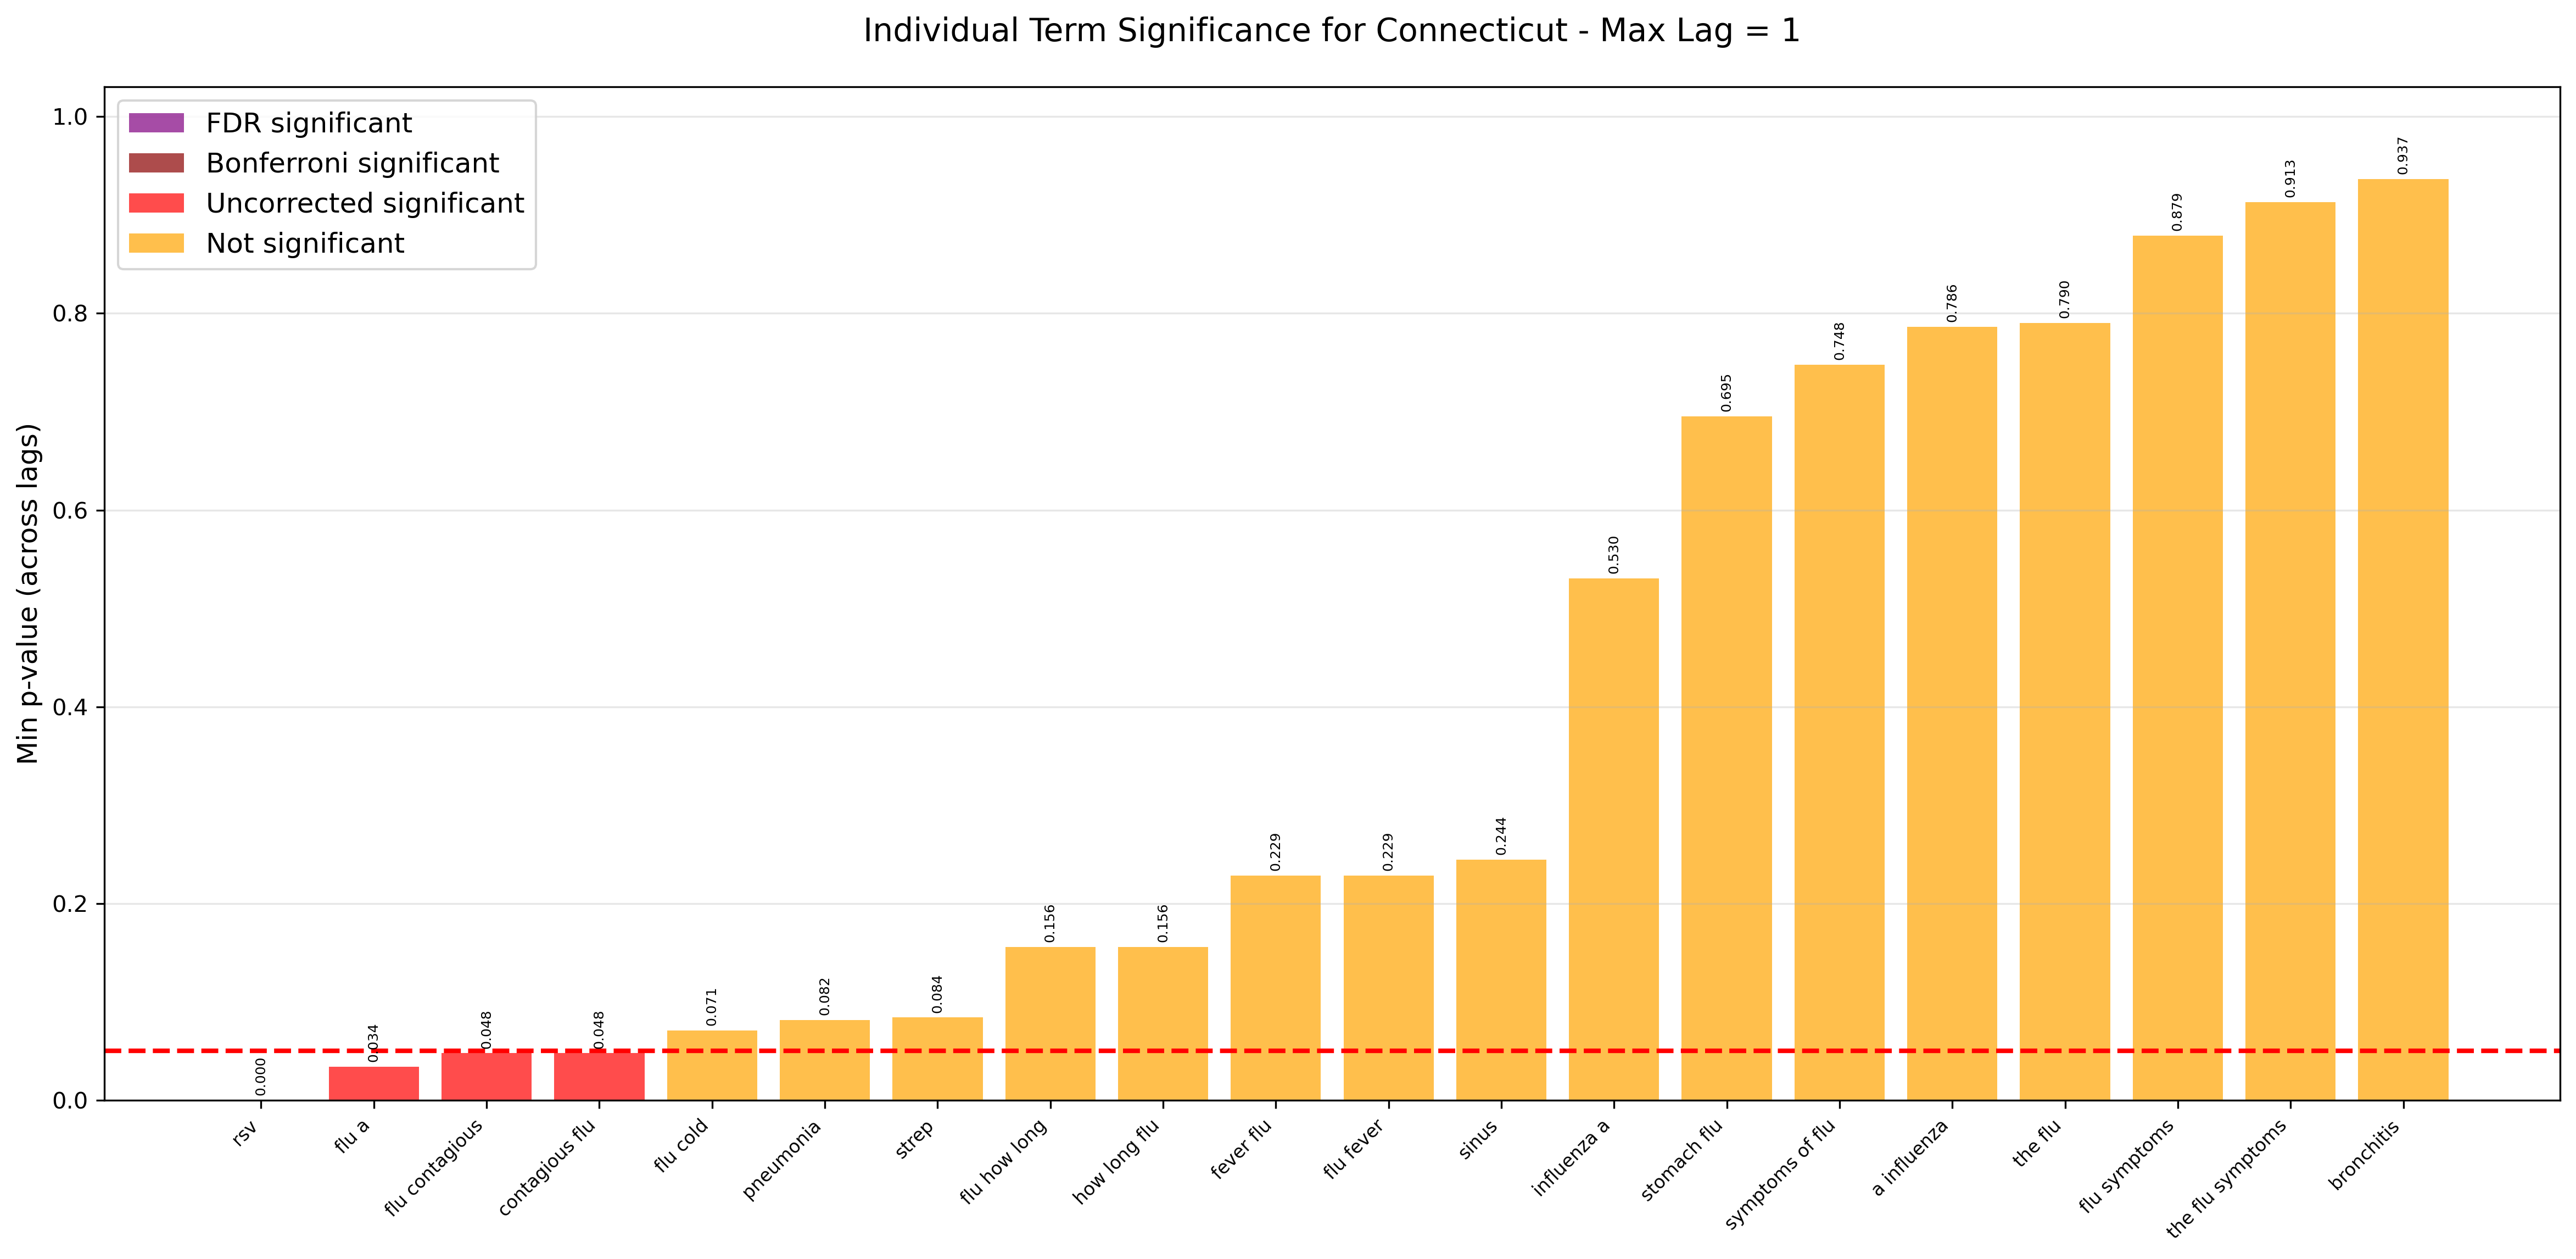 Individual Term Significance for Connecticut - Max Lag = 1
FDR significant
Bonferroni significant
Uncorrected significant
Not significant
Min p-value (across lags)
1.0
0.8
0.6
0.4
0.2
0.0
0.000
0.034
0.048
0.048
0.071
0.082
0.084
0.156
0.156
0.229
0.229
0.244
0.530
0.695
0.748
0.786
0.790
0.879
0.913
0.937
rsv
flu a
flu contagious
contagious flu
flu cold
pneumonia
strep
flu how long
how long flu
fever flu
flu fever
sinus
influenza a
stomach flu
symptoms of flu
a influenza
the flu
flu symptoms
the flu symptoms
bronchitis